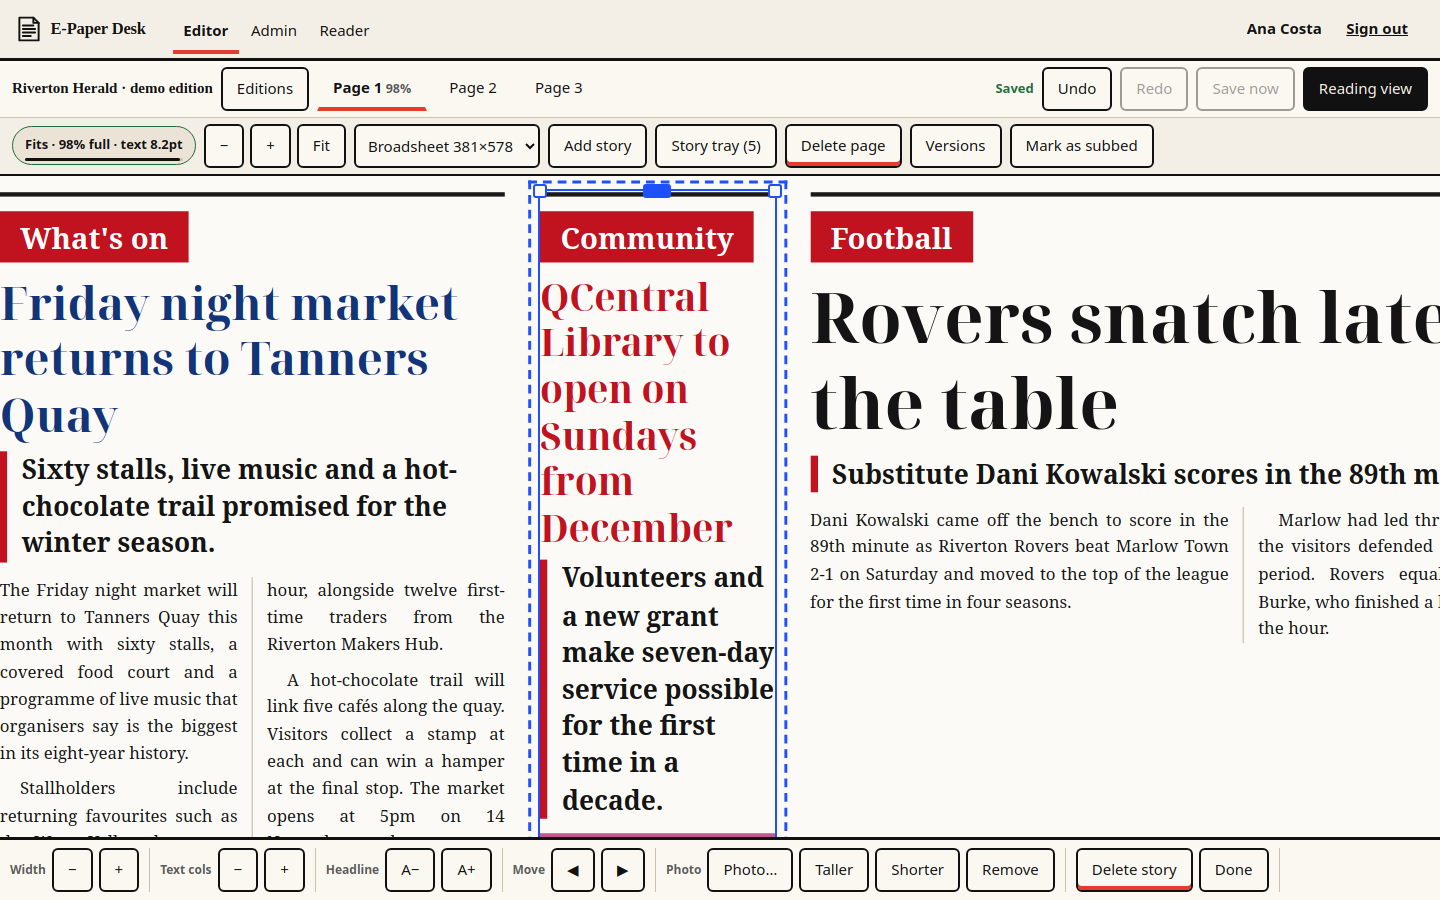 E-Paper Desk
Editor
Admin
Reader
Ana Costa
Sign out
Riverton Herald · demo edition
Editions
Page 1 98%
Page 2
Page 3
Saved
Undo
Redo
Save now
Reading view
Fits · 98% full · text 8.2pt
−
+
Fit
Broadsheet 381×578
Add story
Story tray (5)
Delete page
Versions
Mark as subbed
What's on
Friday night market
returns to Tanners
Quay
Sixty stalls, live music and a hot-
chocolate trail promised for the
winter season.
The Friday night market will
return to Tanners Quay this
month with sixty stalls, a
covered food court and a
programme of live music that
organisers say is the biggest
in its eight-year history.
Stallholders include
returning favourites such as
hour, alongside twelve first-
time traders from the
Riverton Makers Hub.
A hot-chocolate trail will
link five cafés along the quay.
Visitors collect a stamp at
each and can win a hamper
at the final stop. The market
opens at 5pm on 14
Community
QCentral
Library to
open on
Sundays
from
December
Volunteers and
a new grant
make seven-day
service possible
for the first
time in a
decade.
Football
Rovers snatch late
the table
Substitute Dani Kowalski scores in the 89th m
Dani Kowalski came off the bench to score in the
89th minute as Riverton Rovers beat Marlow Town
2-1 on Saturday and moved to the top of the league
for the first time in four seasons.
Marlow had led thr
the visitors defended
period. Rovers equal
Burke, who finished a l
the hour.
Width
−
+
Text cols
−
+
Headline
A−
A+
Move
◀
▶
Photo
Photo...
Taller
Shorter
Remove
Delete story
Done